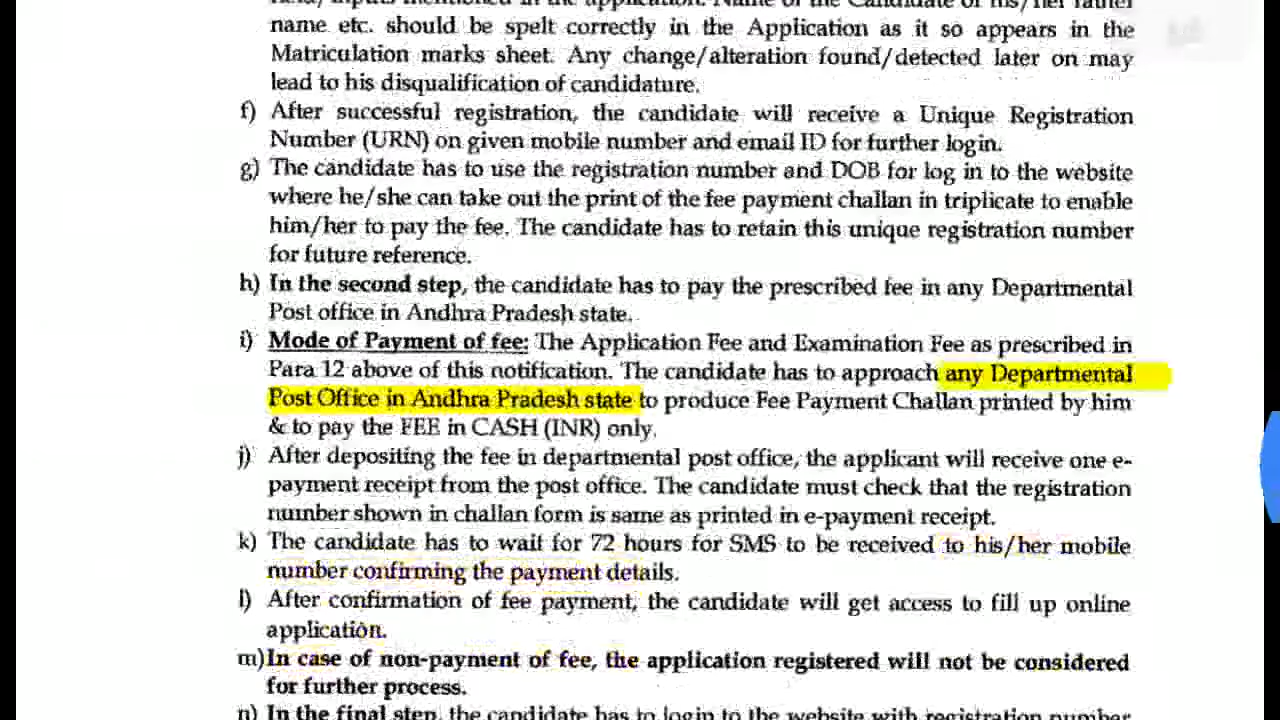 name etc. should be spelt correctly in the Application as it so appears in the
Matriculation marks sheet. Any change/alteration found/detected later on may
lead to his disqualification of candidature.
f) After successful registration, the candidate will receive a Unique Registration
Number (URN) on given mobile number and email ID for further login.
g) The candidate has to use the registration number and DOB for log in to the website
where he/she can take out the print of the fee payment challan in triplicate to enable
him/her to pay the fee. The candidate has to retain this unique registration number
for future reference.
h) In the second step, the candidate has to pay the prescribed fee in any Departmental
Post office in Andhra Pradesh state.
i) Mode of Payment of fee: The Application Fee and Examination Fee as prescribed in
Para 12 above of this notification. The candidate has to approach any Departmental
Post Office in Andhra Pradesh state to produce Fee Payment Challan printed by him
& to pay the FEE in CASH (INR) only.
j) After depositing the fee in departmental post office, the applicant will receive one e-
payment receipt from the post office. The candidate must check that the registration
number shown in challan form is same as printed in e-payment receipt.
k) The candidate has to wait for 72 hours for SMS to be received to his/her mobile
number confirming the payment details.
l) After confirmation of fee payment, the candidate will get access to fill up online
application.
m)In case of non-payment of fee, the application registered will not be considered
for further process.
n) In the final step, the candidate has to login to the website with registration number